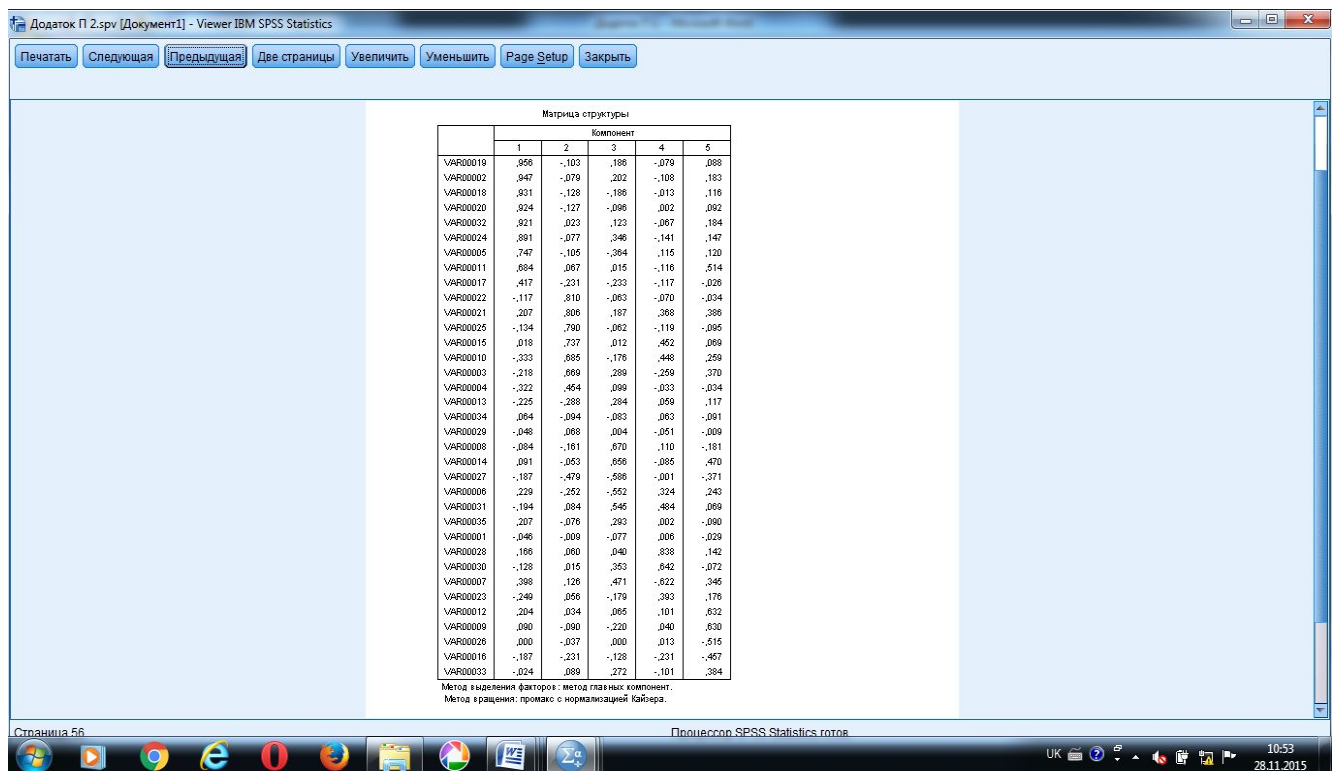 Додаток П 2.spv [Документ1] - Viewer IBM SPSS Statistics
Печатать Следующая Предыдущая Две страницы Увеличить Уменьшить Page Setup Закрыть
Матрица структуры
Компонент
1 2 3 4 5
VAR00019 ,956 -,103 ,186 -,079 ,088
VAR00002 ,947 -,079 ,202 -,108 ,183
VAR00018 ,931 -,128 -,186 -,013 ,116
VAR00020 ,924 -,127 -,096 ,002 ,092
VAR00032 ,921 ,023 ,123 -,067 ,184
VAR00024 ,891 -,077 ,346 -,141 ,147
VAR00005 ,747 -,105 -,364 ,115 ,120
VAR00011 ,684 ,067 ,015 -,116 ,514
VAR00017 ,417 -,231 -,233 -,117 -,026
VAR00022 -,117 ,810 -,063 -,070 -,034
VAR00021 ,207 ,806 ,187 ,368 ,386
VAR00025 -,134 ,790 -,062 -,119 -,095
VAR00015 ,018 ,737 ,012 ,452 ,069
VAR00010 -,333 ,685 -,176 ,448 ,259
VAR00003 -,218 ,669 ,289 -,259 ,370
VAR00004 -,322 ,454 ,099 -,033 -,034
VAR00013 -,225 -,288 ,284 ,059 ,117
VAR00034 ,064 -,094 -,083 ,063 -,091
VAR00029 -,048 ,068 ,004 -,051 -,009
VAR00008 -,084 -,161 ,670 ,110 -,181
VAR00014 ,091 -,053 ,656 -,085 ,470
VAR00027 -,187 -,479 -,586 -,001 -,371
VAR00006 ,229 -,252 -,552 ,324 ,243
VAR00031 -,194 ,084 ,545 ,484 ,069
VAR00035 ,207 -,076 ,293 ,002 -,090
VAR00001 -,046 -,009 -,077 ,006 -,029
VAR00028 ,166 ,060 ,040 ,838 ,142
VAR00030 -,128 ,015 ,353 ,642 -,072
VAR00007 ,398 ,126 ,471 -,622 ,345
VAR00023 -,249 ,056 -,179 ,393 ,176
VAR00012 ,204 ,034 ,065 ,101 ,632
VAR00009 ,090 -,090 -,220 ,040 ,630
VAR00026 ,000 -,037 ,000 ,013 -,515
VAR00016 -,187 -,231 -,128 -,231 -,457
VAR00033 -,024 ,089 ,272 -,101 ,384
Метод выделения факторов: метод главных компонент.
Метод вращения: промакс с нормализацией Кайзера.
Страница 56 Процессор SPSS Statistics готов
UK 10:53
28.11.2015